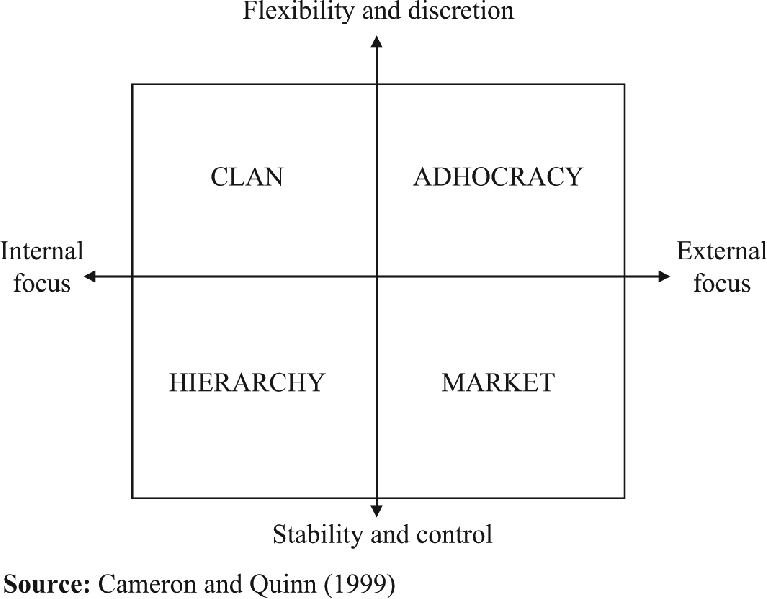 Flexibility and discretion
CLAN
ADHOCRACY
Internal
focus
External
focus
HIERARCHY
MARKET
Stability and control
Source: Cameron and Quinn (1999)